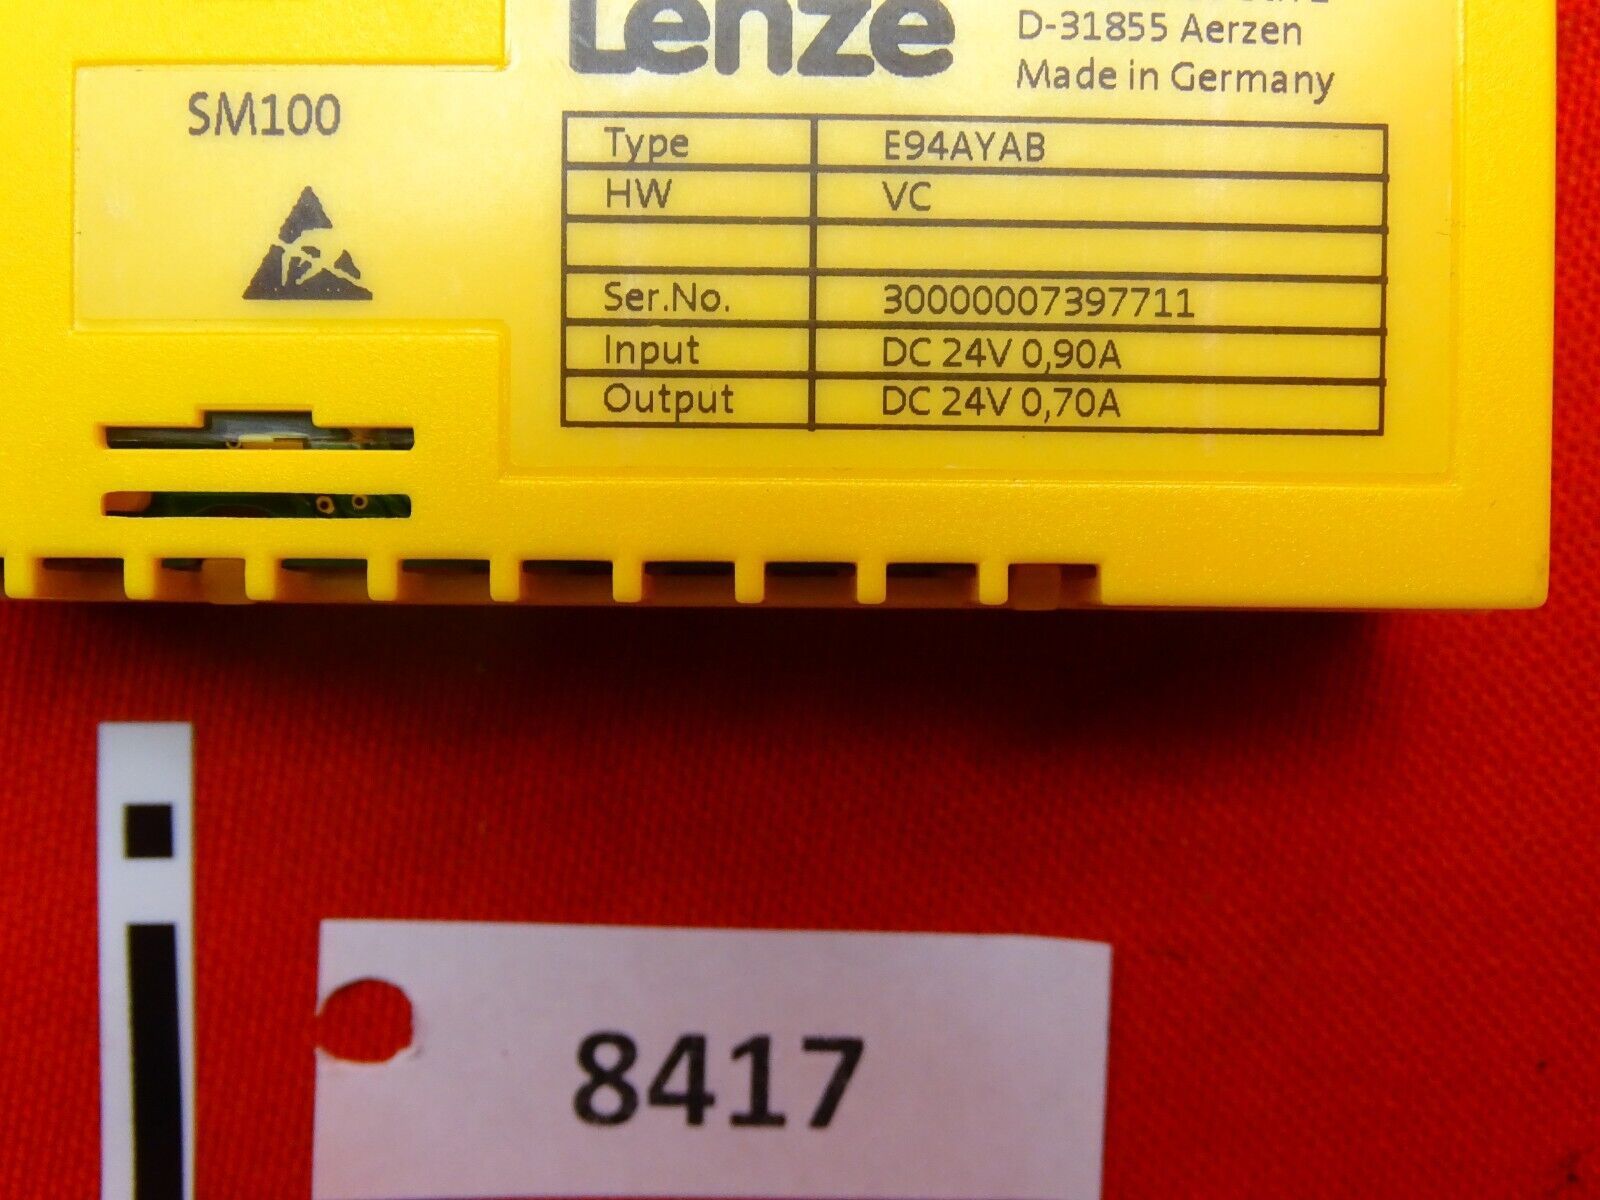 Lenze
D-31855 Aerzen
Made in Germany
SM100
Type E94AYAB
HW VC
Ser.No. 30000007397711
Input DC 24V 0,90A
Output DC 24V 0,70A
8417